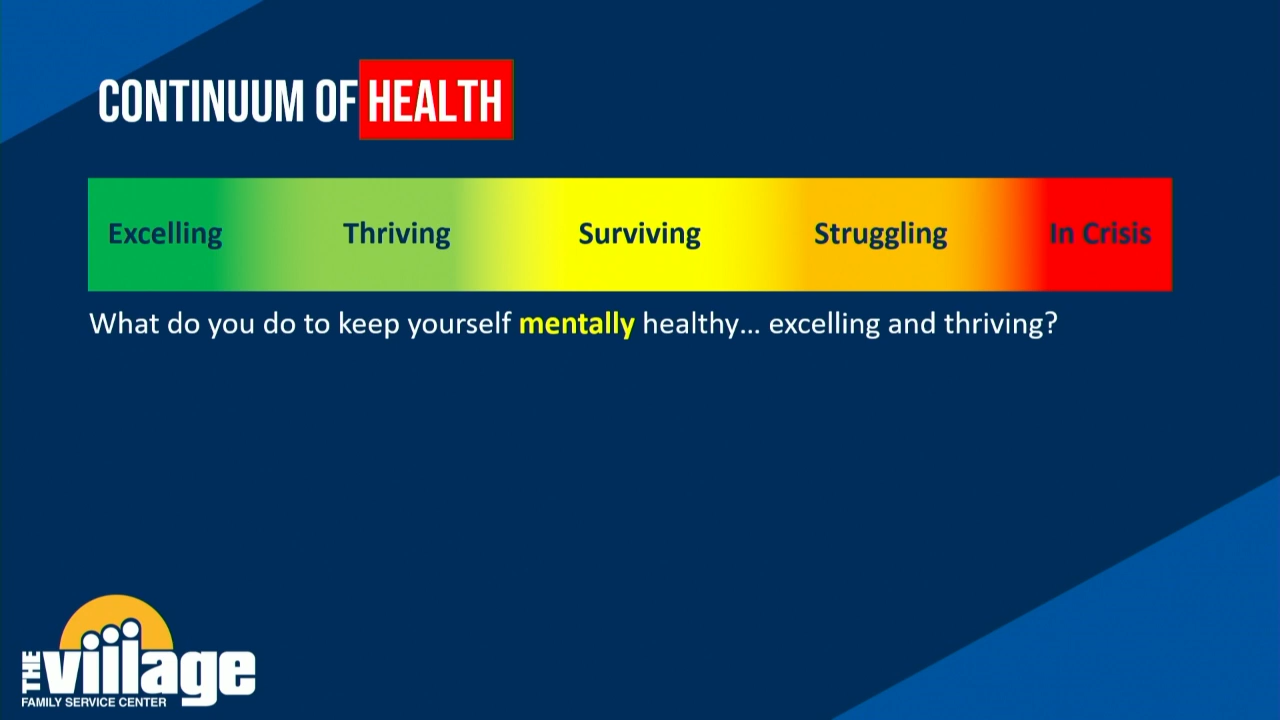 CONTINUUM OF HEALTH
Excelling Thriving Surviving Struggling In Crisis
What do you do to keep yourself mentally healthy... excelling and thriving?
THE village
FAMILY SERVICE CENTER